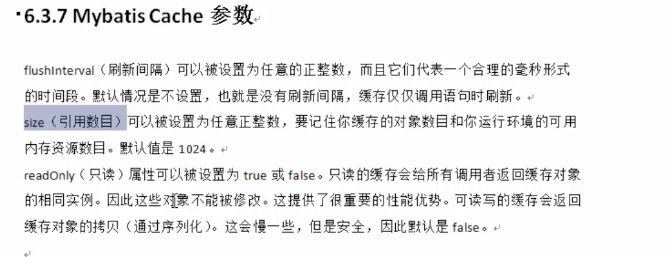 6.3.7 Mybatis Cache 参数
flushInterval（刷新间隔）可以被设置为任意的正整数，而且它们代表一个合理的毫秒形式
的时间段。默认情况是不设置，也就是没有刷新间隔，缓存仅仅调用语句时刷新。
size（引用数目）可以被设置为任意正整数，要记住你缓存的对象数目和你运行环境的可用
内存资源数目。默认值是 1024。
readOnly（只读）属性可以被设置为 true 或 false。只读的缓存会给所有调用者返回缓存对象
的相同实例。因此这些对象不能被修改。这提供了很重要的性能优势。可读写的缓存会返回
缓存对象的拷贝（通过序列化）。这会慢一些，但是安全，因此默认是 false。